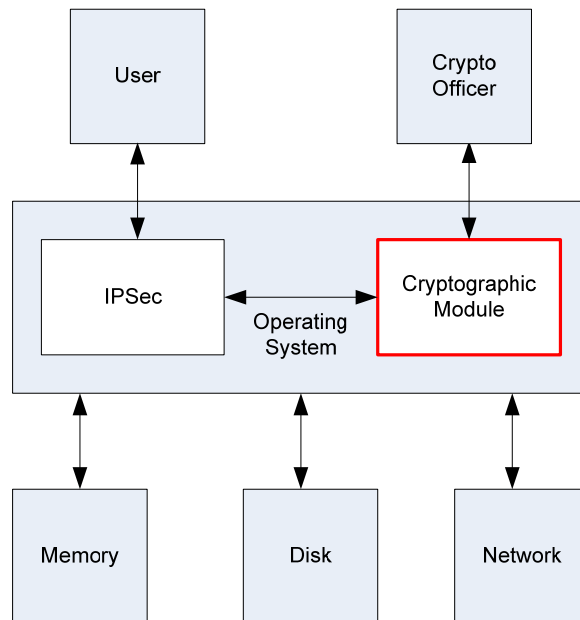 User
Crypto
Officer
IPSec
Cryptographic
Module
Operating
System
Memory
Disk
Network